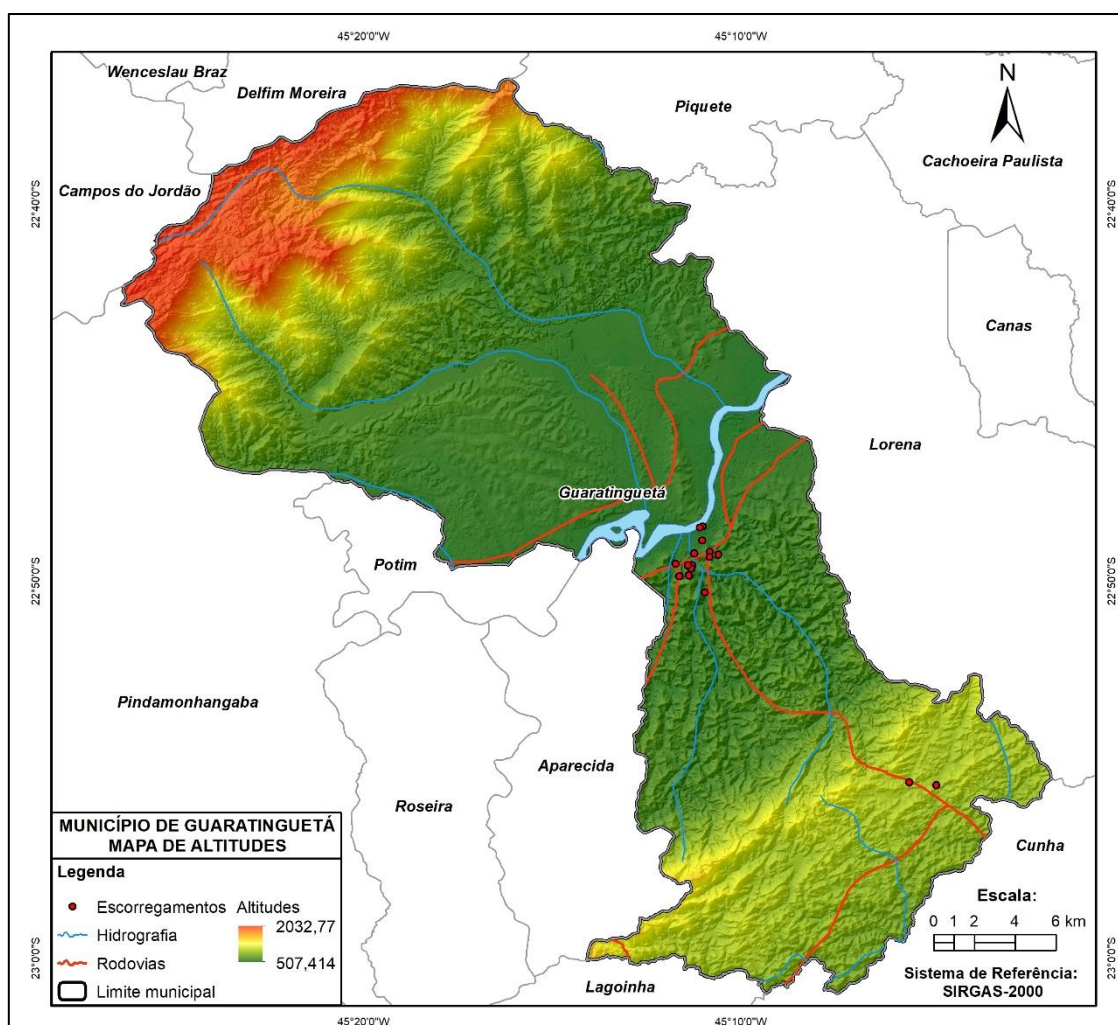 45°20'0"W
45°10'0"W
Wenceslau Braz
Delfim Moreira
Piquete
N
Cachoeira Paulista
Campos do Jordão
22°40'0"S
22°40'0"S
Canas
Lorena
Guaratinguetá
Potim
22°50'0"S
22°50'0"S
Pindamonhangaba
Aparecida
Roseira
Cunha
MUNICÍPIO DE GUARATINGUETÁ
MAPA DE ALTITUDES
Legenda
Escorregamentos
Hidrografia
Rodovias
Limite municipal
Altitudes
2032,77
507,414
Escala:
0 1 2 4 6 km
Sistema de Referência:
SIRGAS-2000
23°0'0"S
23°0'0"S
Lagoinha
45°20'0"W
45°10'0"W